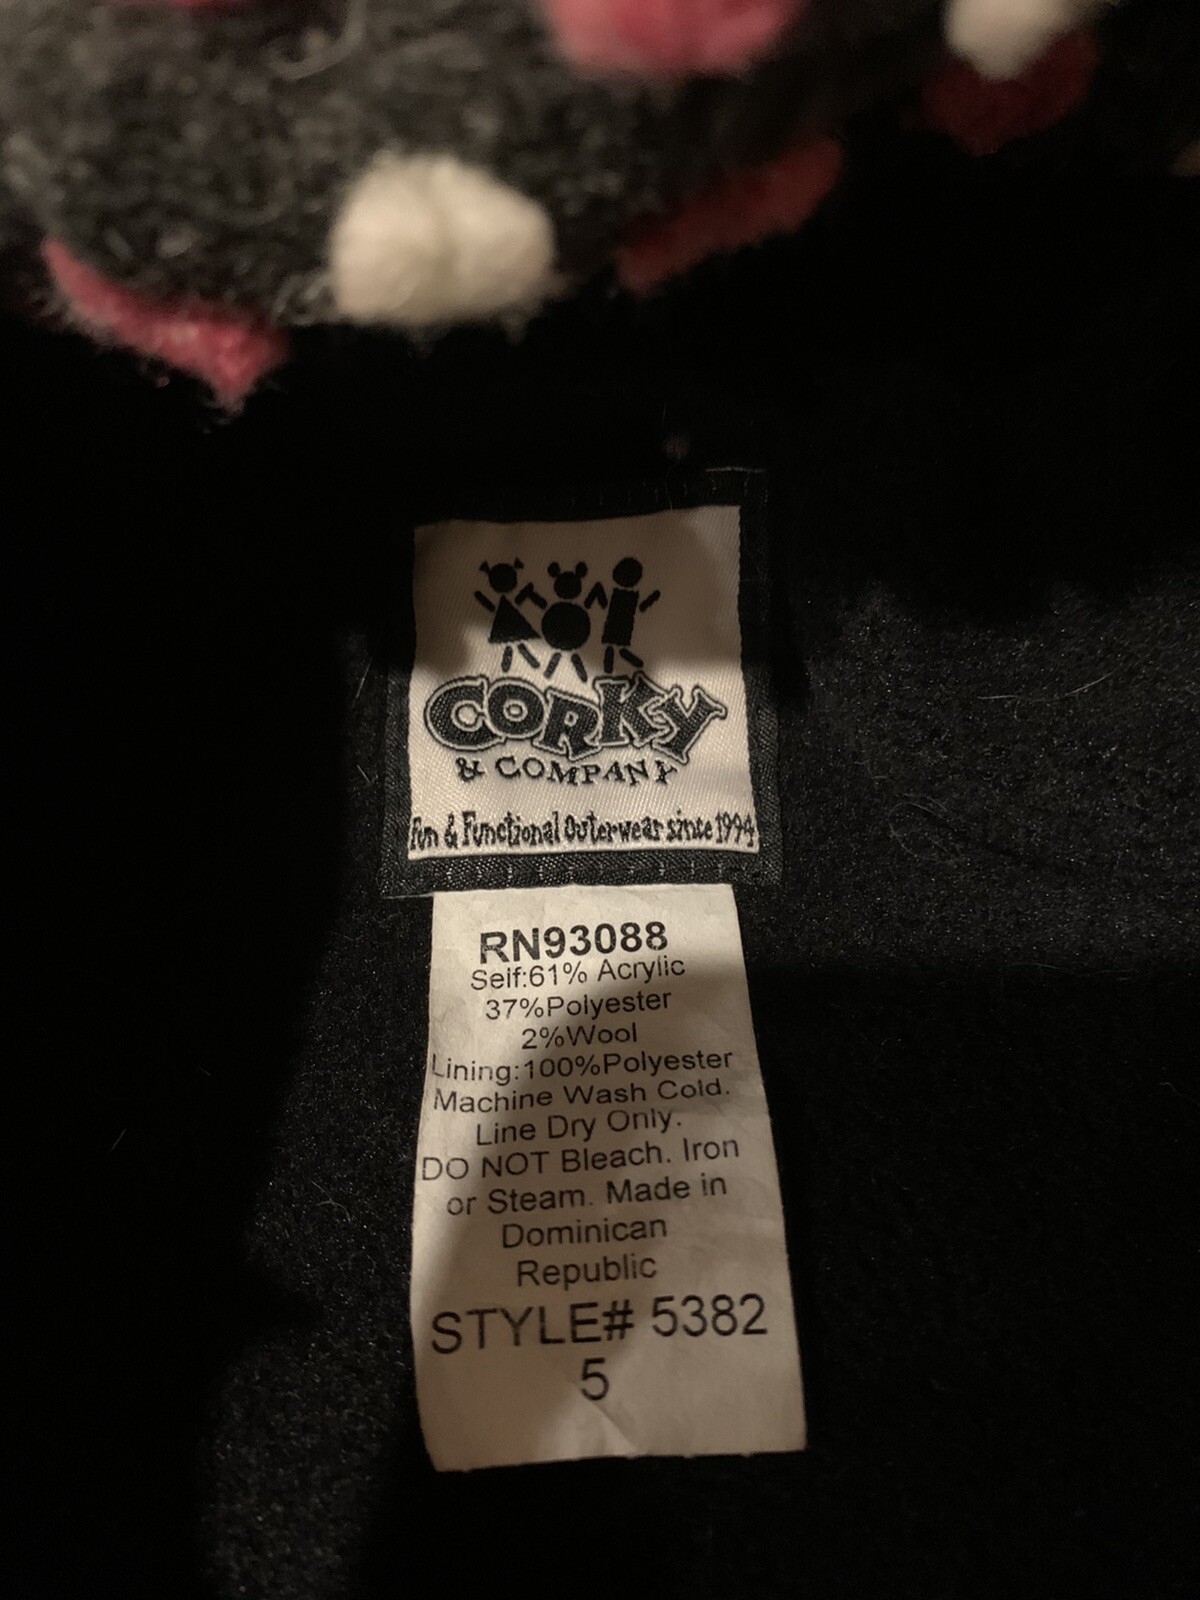 CORKY
& COMPANY
Fun & Functional Outerwear since 1994
RN93088
Self:61% Acrylic
37%Polyester
2%Wool
Lining:100%Polyester
Machine Wash Cold.
Line Dry Only.
DO NOT Bleach. Iron
or Steam. Made in
Dominican
Republic
STYLE# 5382
5